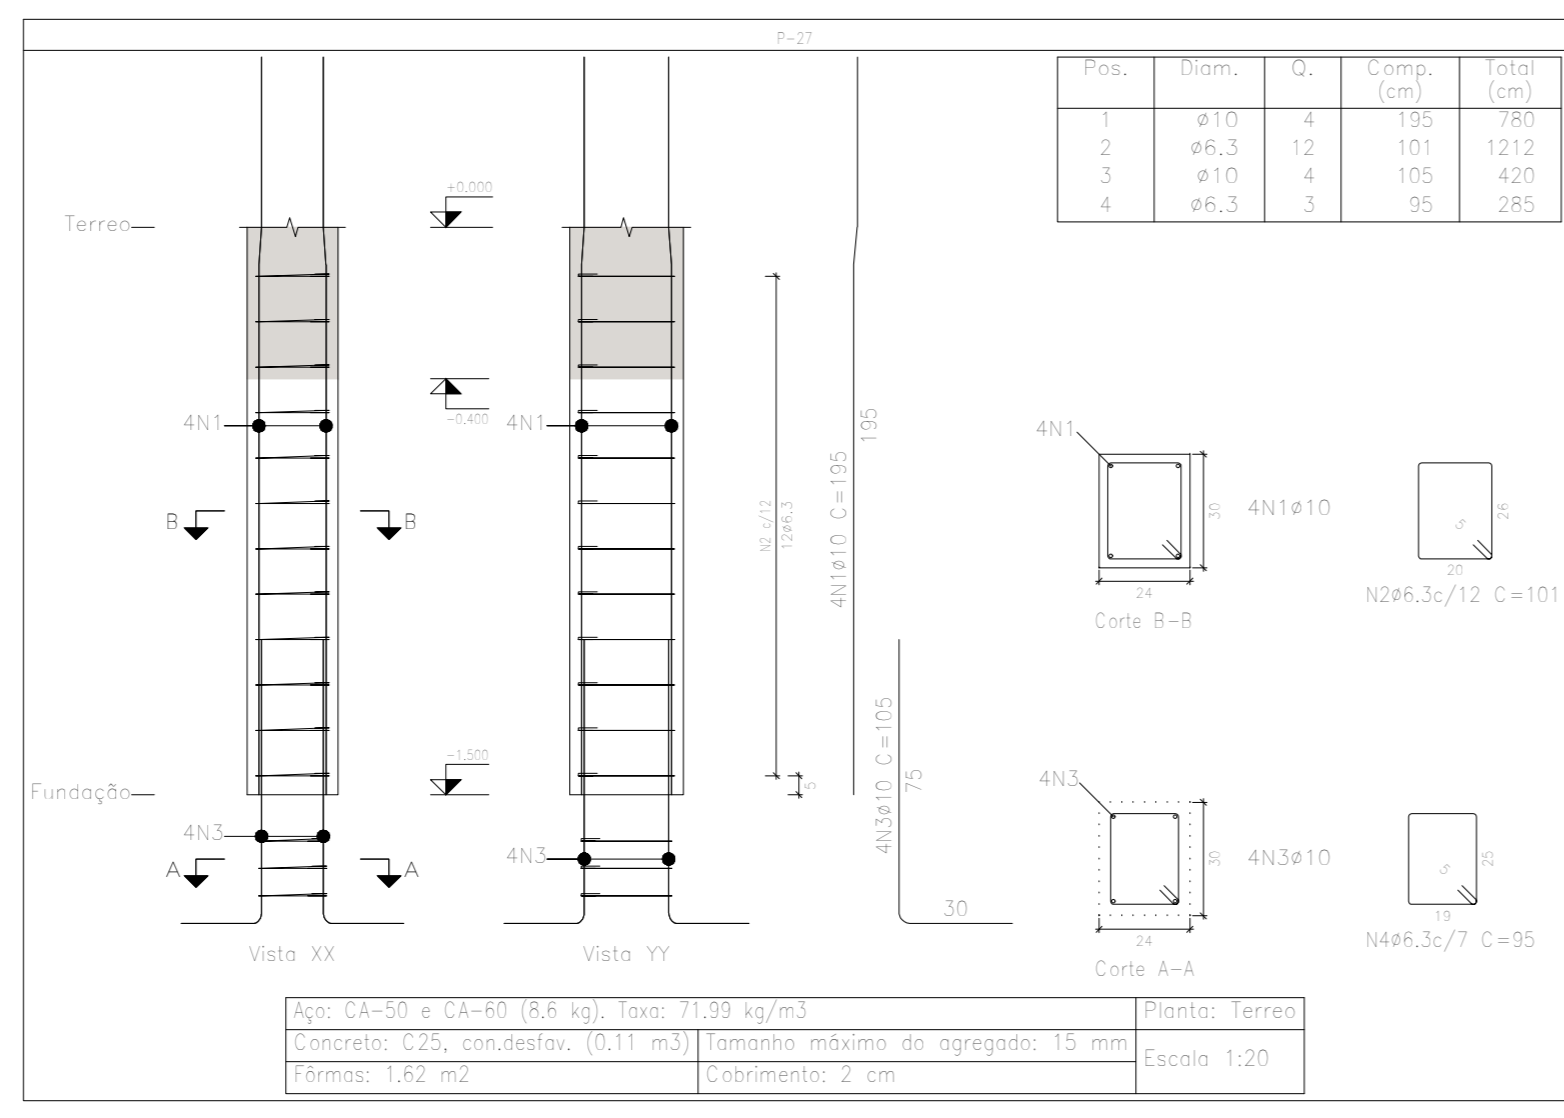 P-27
Pos. Diam. Q. Comp. (cm) Total (cm)
1 ø10 4 195 780
2 ø6.3 12 101 1212
3 ø10 4 105 420
4 ø6.3 3 95 285
+0.000
Terreo
4N1
-0.400
4N1
195
4N1ø10 C=195
N2 c/12
12ø6.3
B
B
4N1
30
4N1ø10
24
Corte B-B
5
26
20
N2ø6.3c/12 C=101
-1.500
Fundação
5
4N3
4N3
A
A
4N3ø10 C=105
75
30
Vista XX
Vista YY
4N3
30
4N3ø10
24
Corte A-A
5
25
19
N4ø6.3c/7 C=95
Aço: CA-50 e CA-60 (8.6 kg). Taxa: 71.99 kg/m3
Planta: Terreo
Concreto: C25, con.desfav. (0.11 m3)
Tamanho máximo do agregado: 15 mm
Escala 1:20
Fôrmas: 1.62 m2
Cobrimento: 2 cm